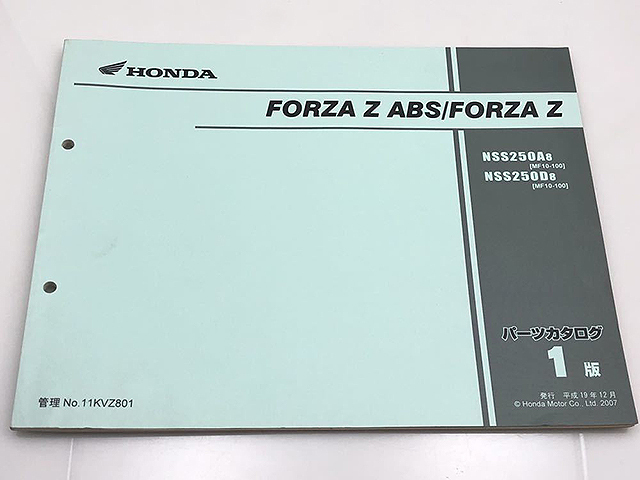 HONDA
FORZA Z ABS/FORZA Z
NSS250A8
[MF10-100]
NSS250D8
[MF10-100]
パーツカタログ
1版
発行 平成19年12月
© Honda Motor Co., Ltd. 2007
管理 No.11KVZ801